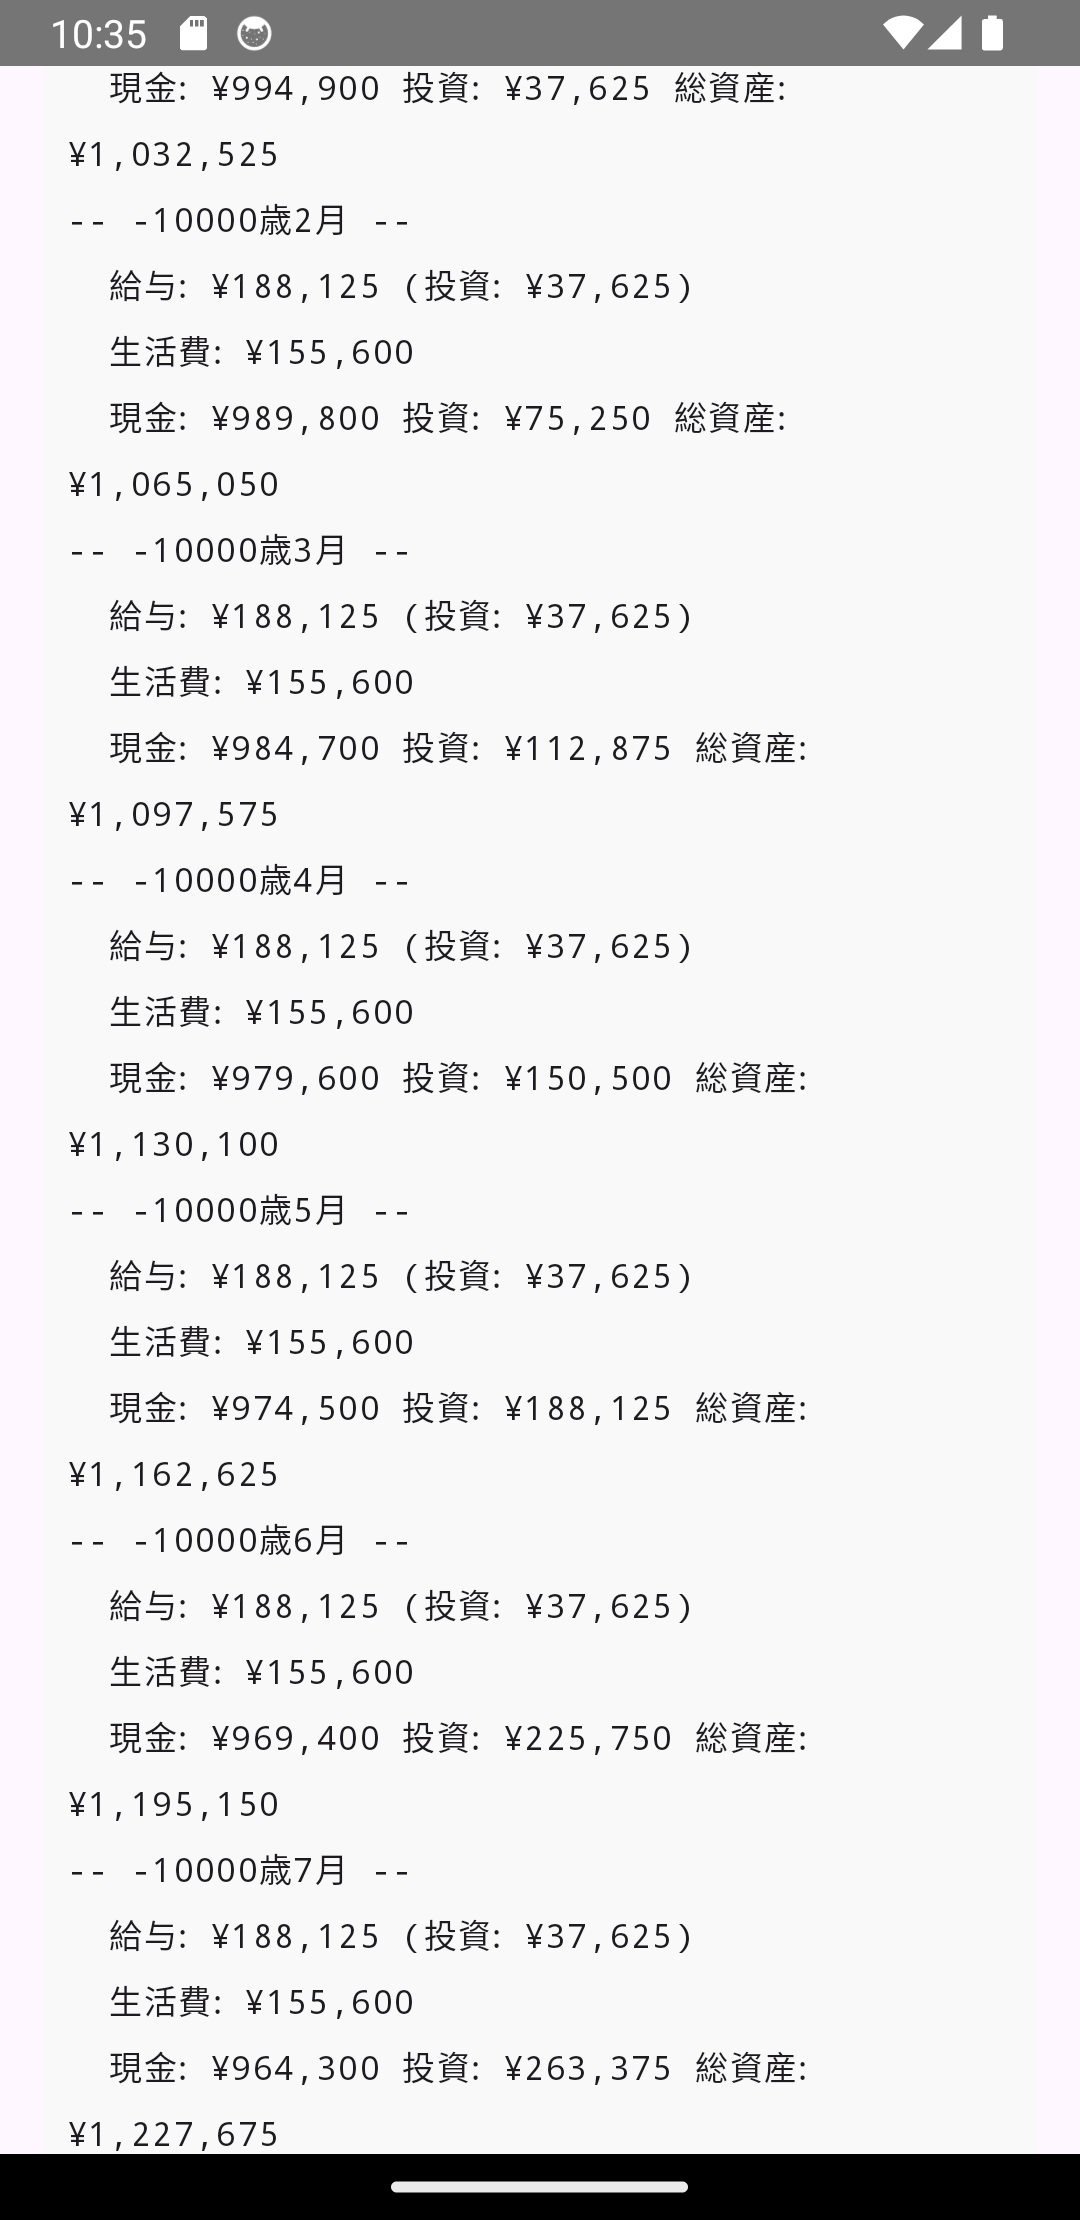 10:35
現金: ¥994,900 投資: ¥37,625 総資産:
¥1,032,525
-- -10000歳2月 --
給与: ¥188,125 (投資: ¥37,625)
生活費: ¥155,600
現金: ¥989,800 投資: ¥75,250 総資産:
¥1,065,050
-- -10000歳3月 --
給与: ¥188,125 (投資: ¥37,625)
生活費: ¥155,600
現金: ¥984,700 投資: ¥112,875 総資産:
¥1,097,575
-- -10000歳4月 --
給与: ¥188,125 (投資: ¥37,625)
生活費: ¥155,600
現金: ¥979,600 投資: ¥150,500 総資産:
¥1,130,100
-- -10000歳5月 --
給与: ¥188,125 (投資: ¥37,625)
生活費: ¥155,600
現金: ¥974,500 投資: ¥188,125 総資産:
¥1,162,625
-- -10000歳6月 --
給与: ¥188,125 (投資: ¥37,625)
生活費: ¥155,600
現金: ¥969,400 投資: ¥225,750 総資産:
¥1,195,150
-- -10000歳7月 --
給与: ¥188,125 (投資: ¥37,625)
生活費: ¥155,600
現金: ¥964,300 投資: ¥263,375 総資産:
¥1,227,675